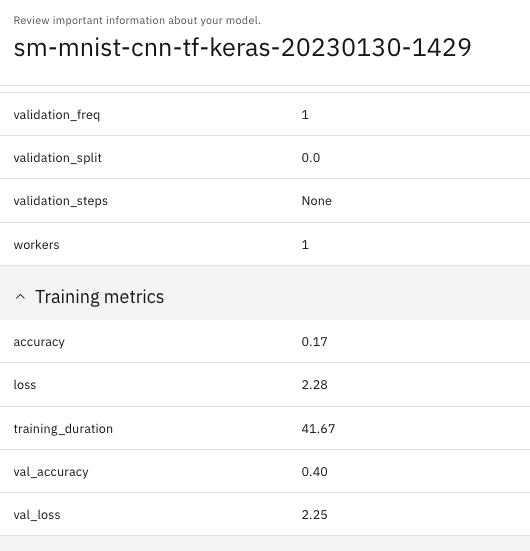 Review important information about your model.
sm-mnist-cnn-tf-keras-20230130-1429
validation_freq 1
validation_split 0.0
validation_steps None
workers 1
Training metrics
accuracy 0.17
loss 2.28
training_duration 41.67
val_accuracy 0.40
val_loss 2.25